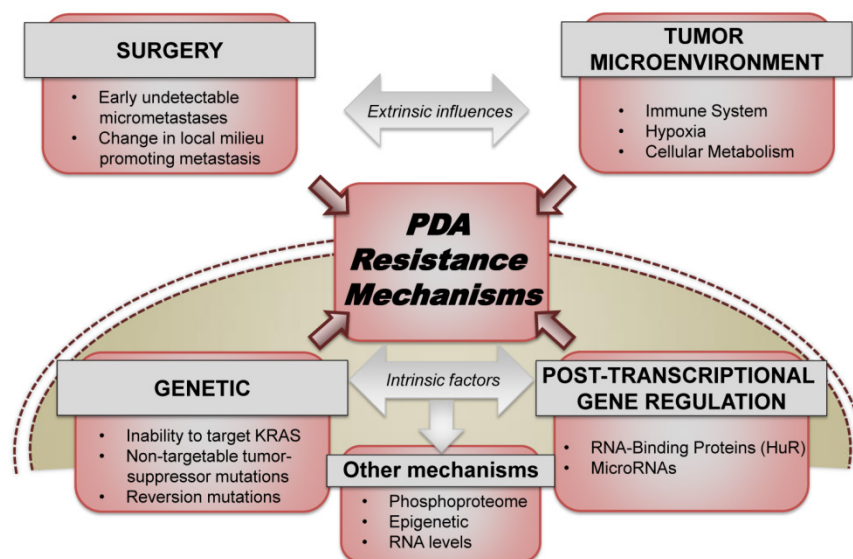 SURGERY
• Early undetectable
micrometastases
• Change in local milieu
promoting metastasis
Extrinsic influences
TUMOR
MICROENVIRONMENT
• Immune System
• Hypoxia
• Cellular Metabolism
PDA
Resistance
Mechanisms
GENETIC
• Inability to target KRAS
• Non-targetable tumor-
suppressor mutations
• Reversion mutations
Intrinsic factors
POST-TRANSCRIPTIONAL
GENE REGULATION
• RNA-Binding Proteins (HuR)
• MicroRNAs
Other mechanisms
• Phosphoproteome
• Epigenetic
• RNA levels